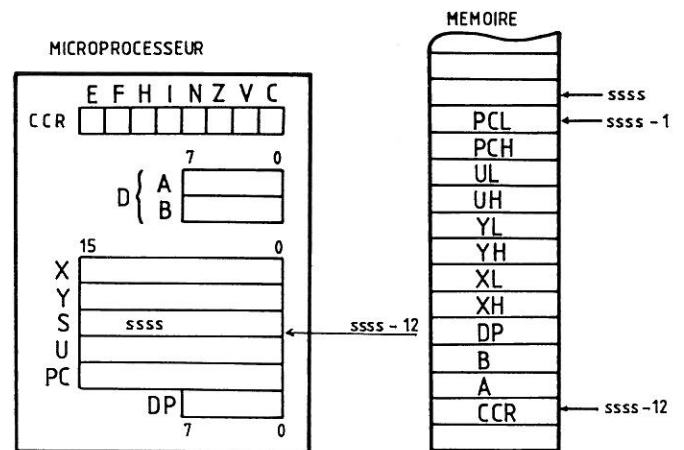 MEMOIRE
MICROPROCESSEUR
E F H I N Z V C
CCR
7 0
D { A
B
15 0
X
Y
S ssss
U
PC
DP
7 0
ssss
PCL ssss-1
PCH
UL
UH
YL
YH
XL
XH
ssss-12 DP
B
A
CCR ssss-12